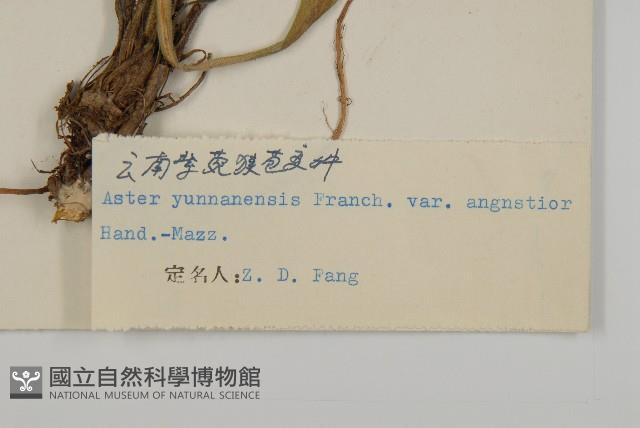 云南紫菀狭苞变种
Aster yunnanensis Franch. var. angnstior
Hand.-Mazz.
定名人:Z. D. Fang
國立自然科學博物館
NATIONAL MUSEUM OF NATURAL SCIENCE